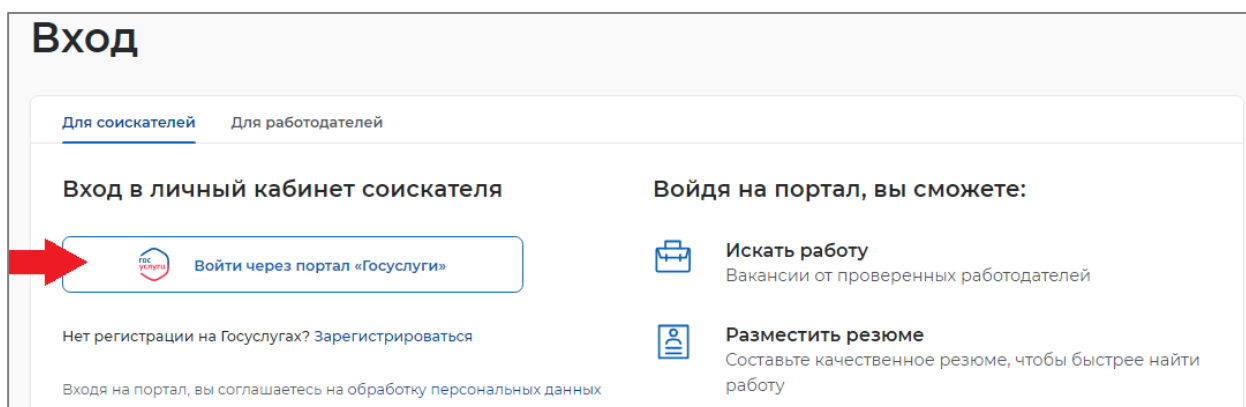 Вход
Для соискателей Для работодателей
Вход в личный кабинет соискателя
гос
услуги
Войти через портал «Госуслуги»
Нет регистрации на Госуслугах? Зарегистрироваться
Входя на портал, вы соглашаетесь на обработку персональных данных
Войдя на портал, вы сможете:
Искать работу
Вакансии от проверенных работодателей
Разместить резюме
Составьте качественное резюме, чтобы быстрее найти
работу